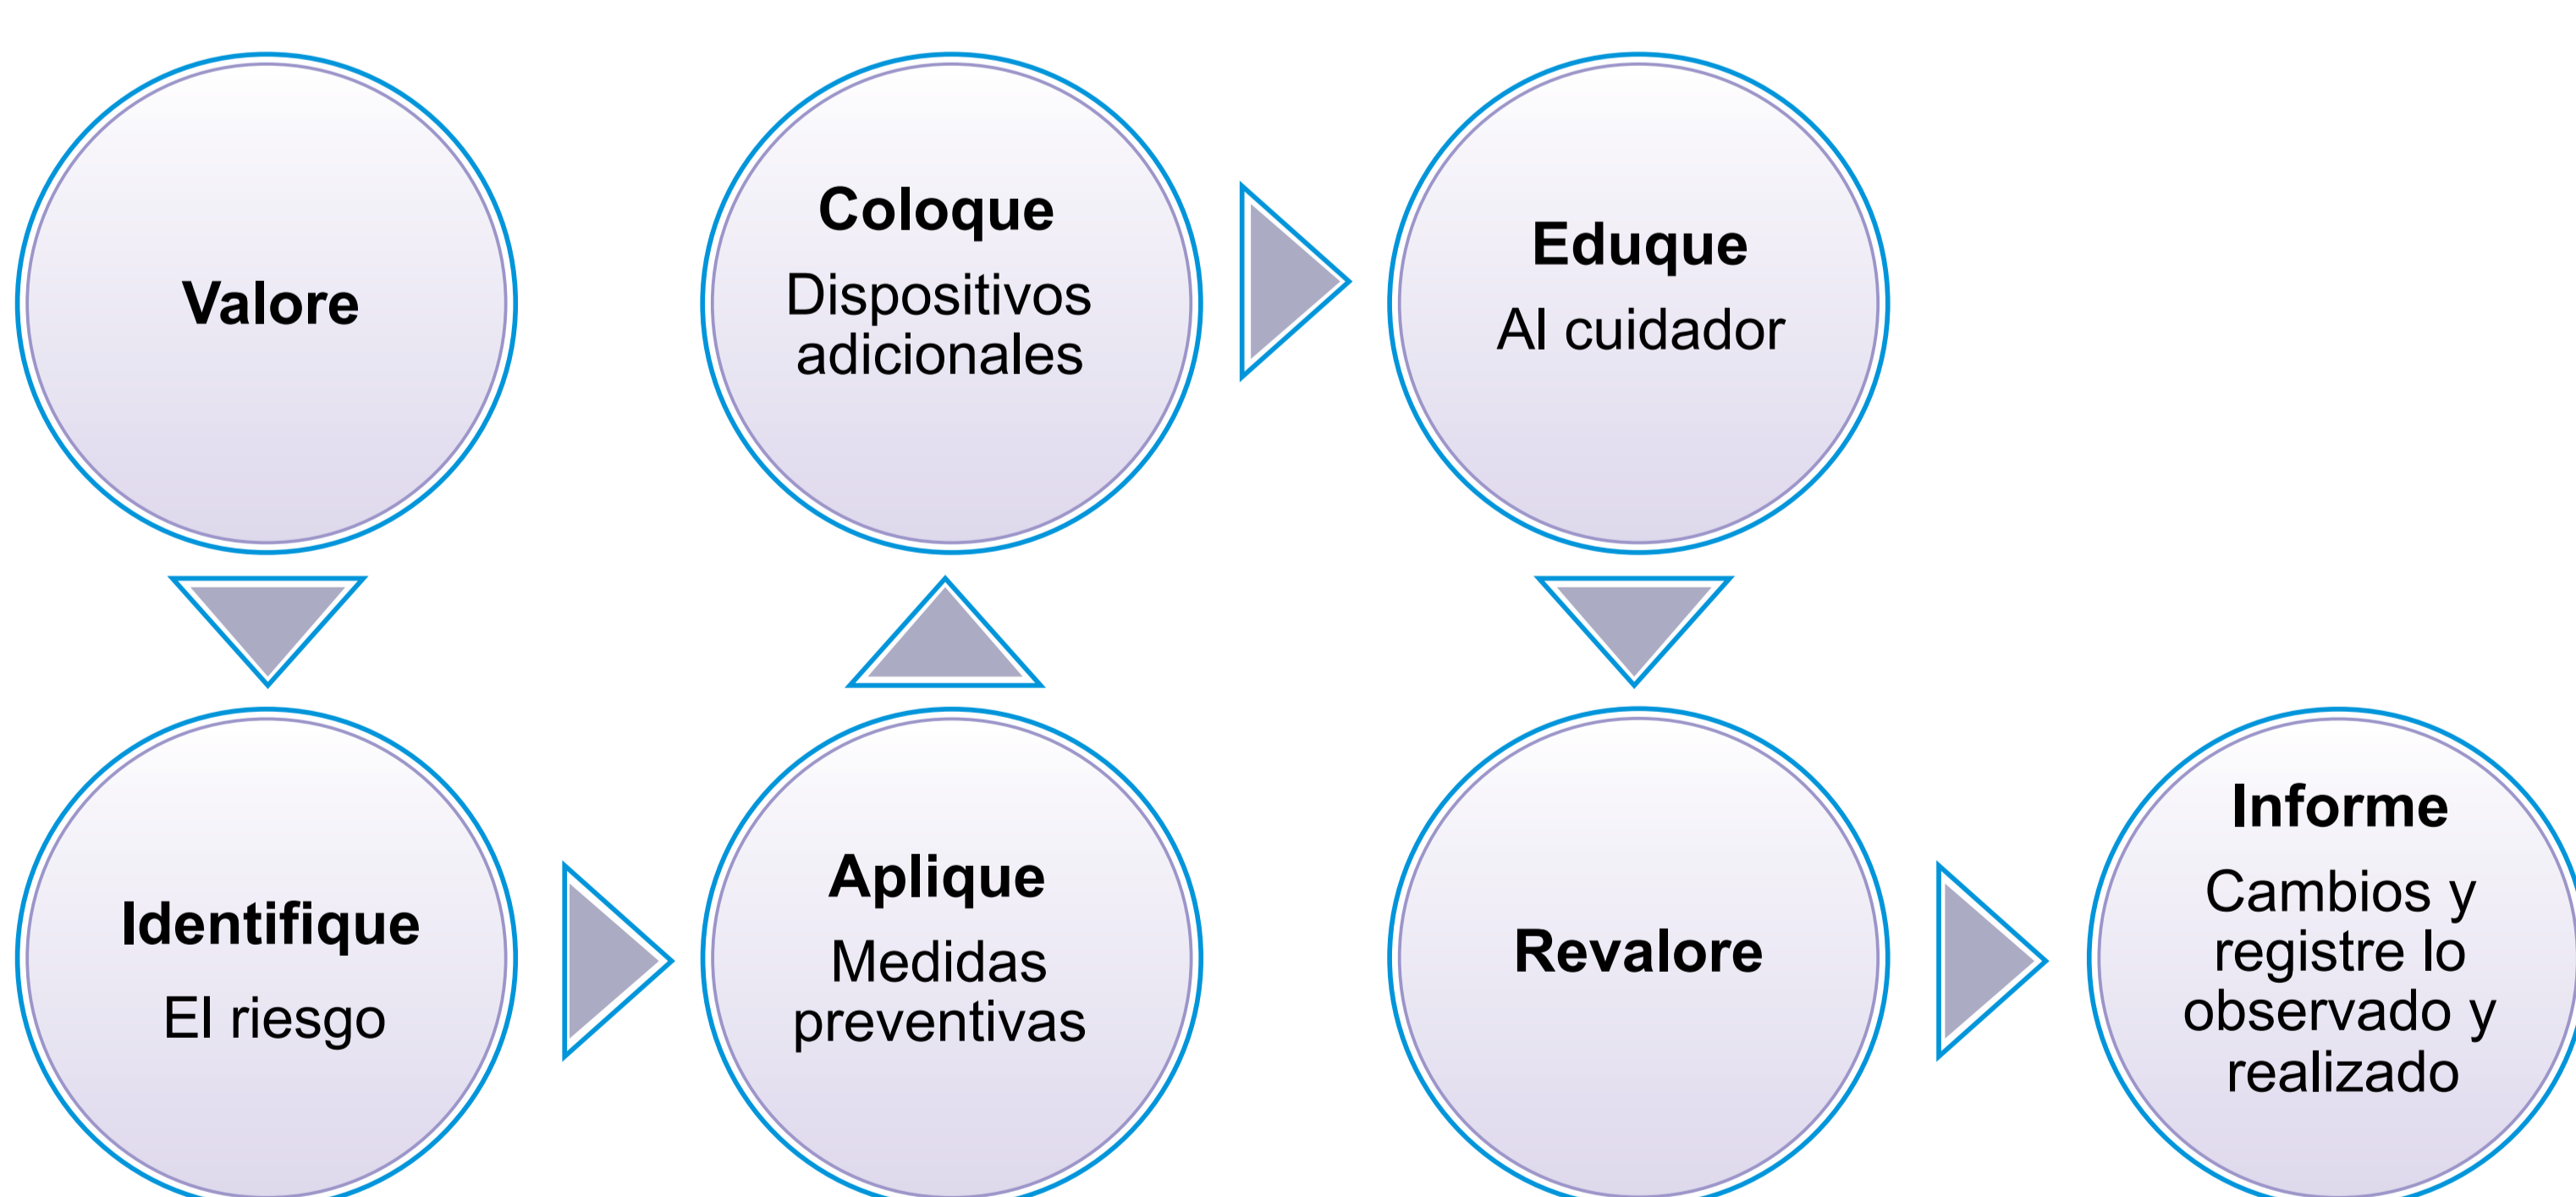 Valore
Identifique
El riesgo
Aplique
Medidas
preventivas
Coloque
Dispositivos
adicionales
Eduque
Al cuidador
Revalore
Informe
Cambios y
registre lo
observado y
realizado